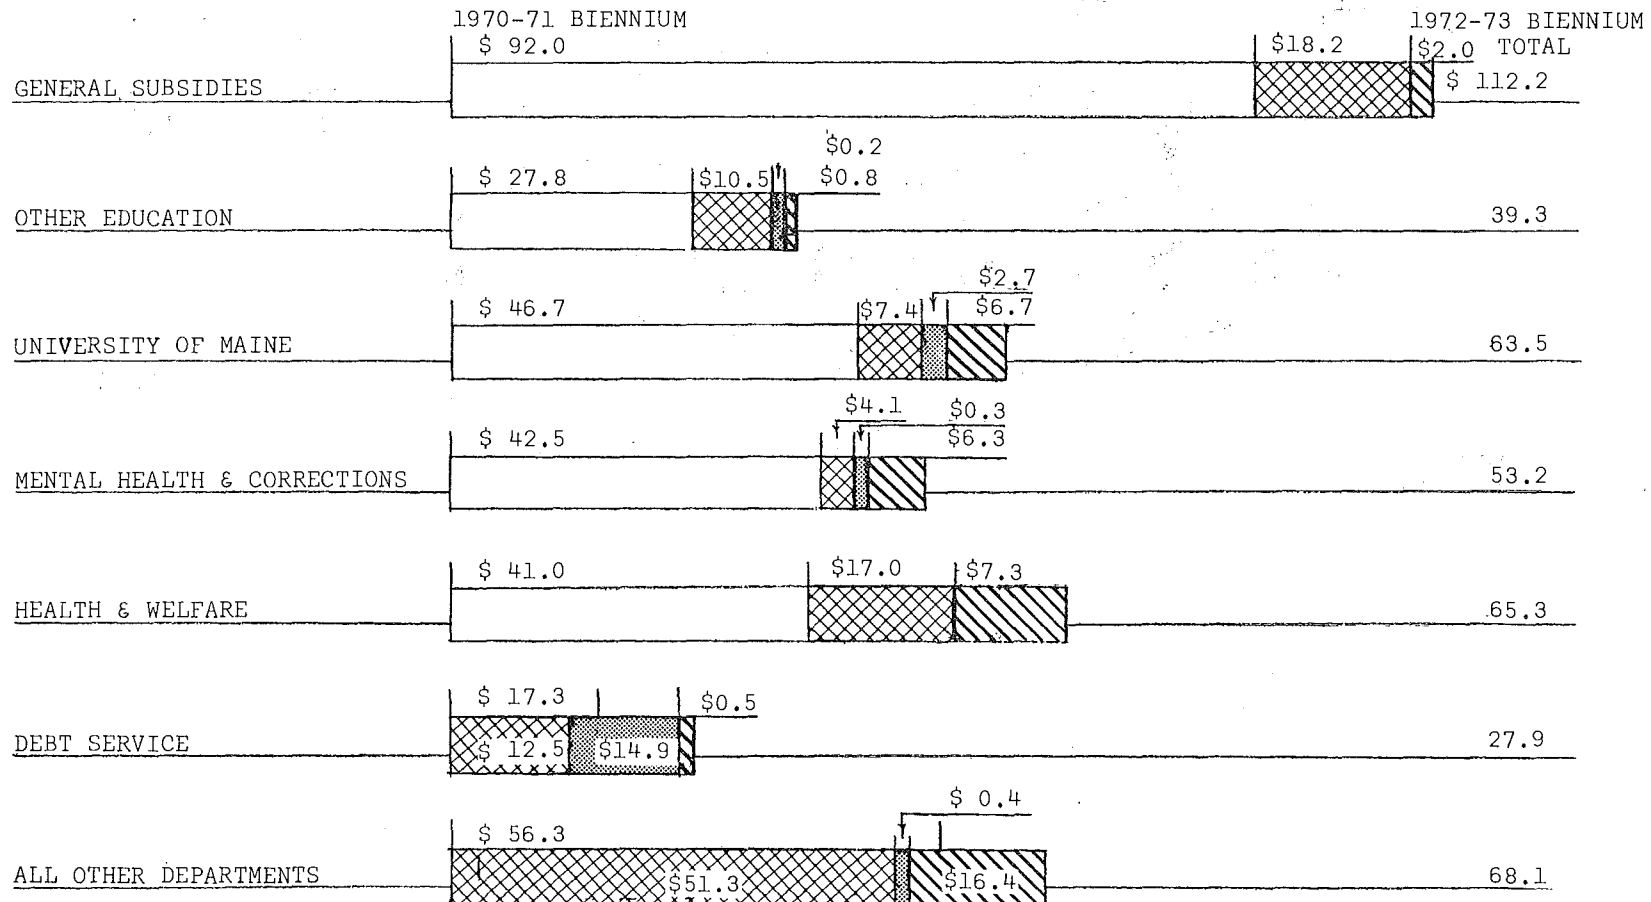 1970-71 BIENNIUM 1972-73 BIENNIUM
$ 92.0 $18.2 $2.0 TOTAL
GENERAL SUBSIDIES $ 112.2
$0.2
$ 27.8 $10.5 $0.8
OTHER EDUCATION 39.3
$2.7
$ 46.7 $7.4 $6.7
UNIVERSITY OF MAINE 63.5
$4.1 $0.3
$ 42.5 $6.3
MENTAL HEALTH & CORRECTIONS 53.2
$ 41.0 $17.0 $7.3
HEALTH & WELFARE 65.3
$ 17.3 $0.5
DEBT SERVICE $ 12.5 $14.9 27.9
$ 0.4
$ 56.3
ALL OTHER DEPARTMENTS $51.3 $16.4 68.1